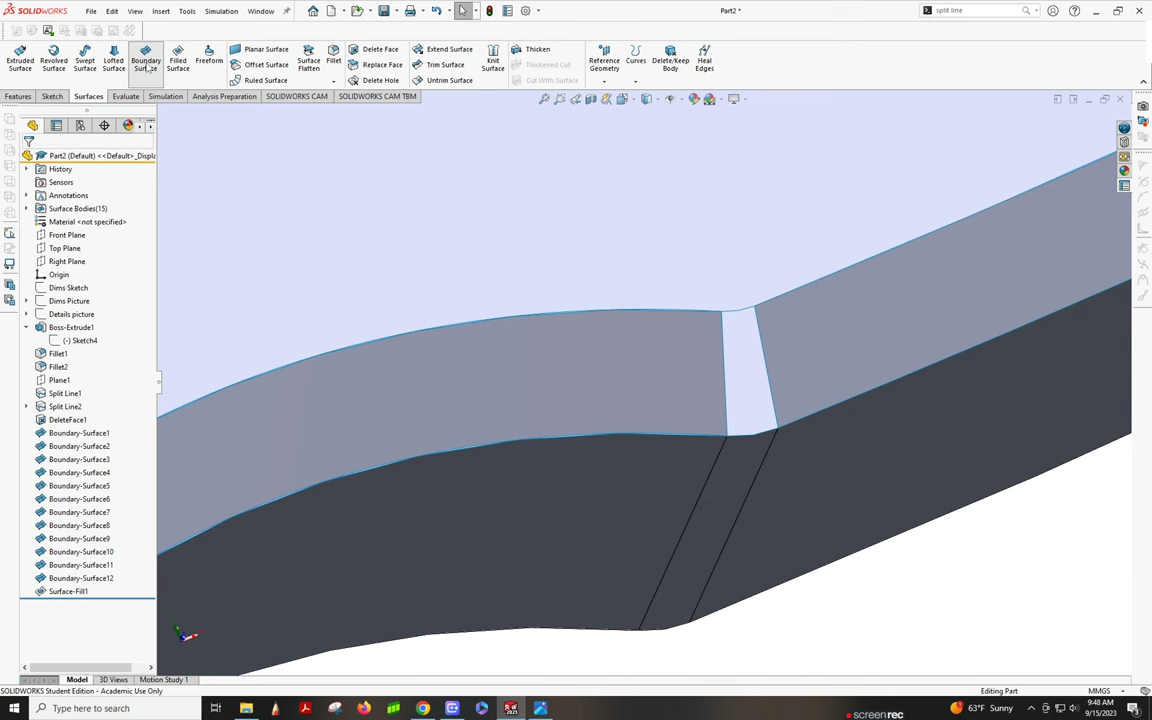 SOLIDWORKS File Edit View Insert Tools Simulation Window Part2 * split line
Extruded Surface Revolved Surface Swept Surface Lofted Surface Boundary Surface Filled Surface Freeform
Planar Surface Offset Surface Ruled Surface
Surface Flatten Fillet
Delete Face Replace Face Delete Hole
Extend Surface Trim Surface Untrim Surface
Knit Surface
Thicken Thickened Cut Cut With Surface
Reference Geometry Curves Delete/Keep Body Heal Edges
Features Sketch Surfaces Evaluate Simulation Analysis Preparation SOLIDWORKS CAM SOLIDWORKS CAM TBM
Part2 (Default) <<Default>_Displa
History
Sensors
Annotations
Surface Bodies(15)
Material <not specified>
Front Plane
Top Plane
Right Plane
Origin
Dims Sketch
Dims Picture
Details picture
Boss-Extrude1
(-) Sketch4
Fillet1
Fillet2
Plane1
Split Line1
Split Line2
DeleteFace1
Boundary-Surface1
Boundary-Surface2
Boundary-Surface3
Boundary-Surface4
Boundary-Surface5
Boundary-Surface6
Boundary-Surface7
Boundary-Surface8
Boundary-Surface9
Boundary-Surface10
Boundary-Surface11
Boundary-Surface12
Surface-Fill1
Model 3D Views Motion Study 1
SOLIDWORKS Student Edition - Academic Use Only Editing Part MMGS
Type here to search 63°F Sunny 9:48 AM
9/15/2023
screenrec